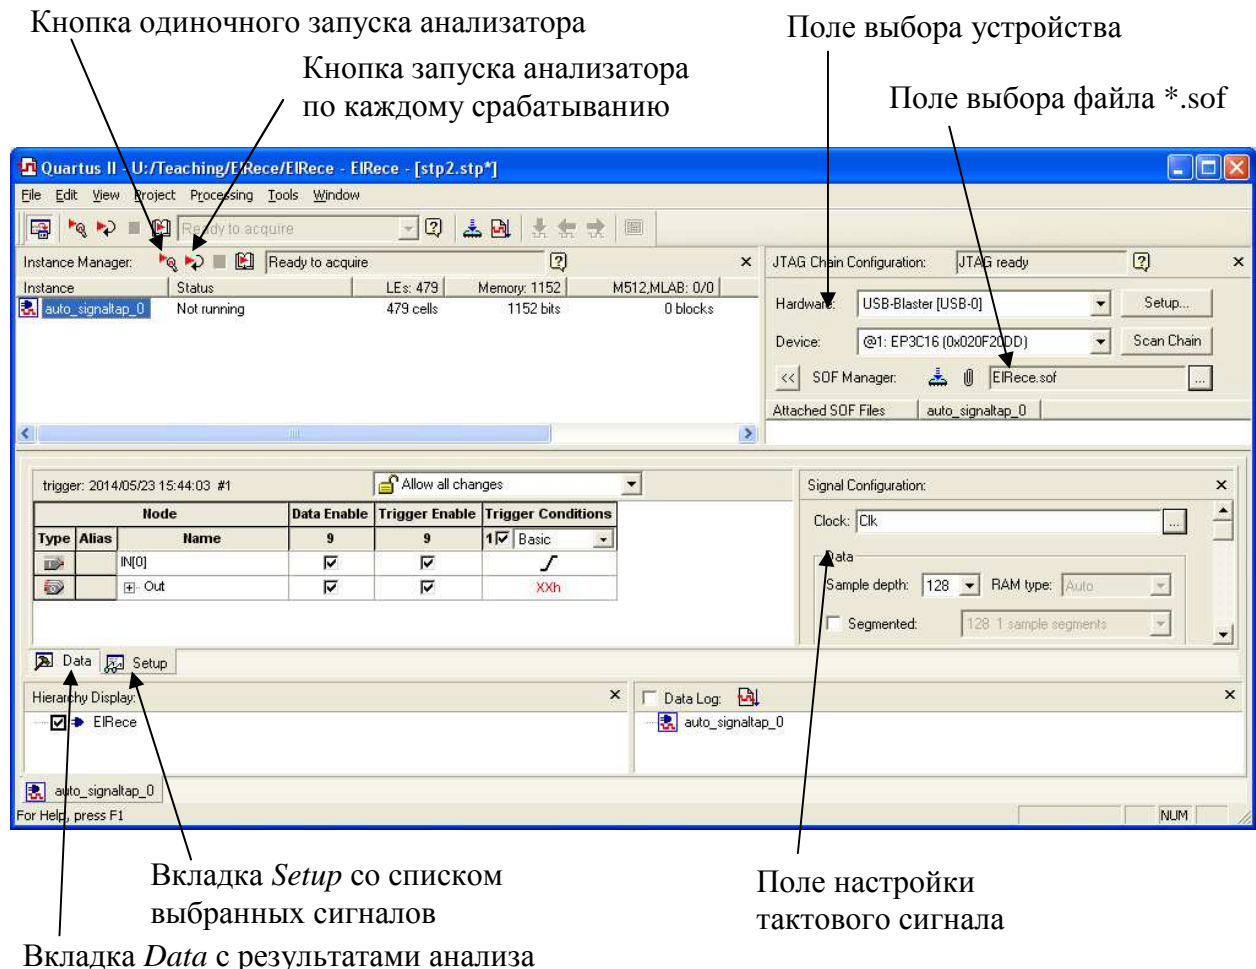 Кнопка одиночного запуска анализатора
Поле выбора устройства
Кнопка запуска анализатора
по каждому срабатыванию
Поле выбора файла *.sof
Quartus II - U:/Teaching/ElRece/ElRece - ElRece - [stp2.stp*]
File Edit View Project Processing Tools Window
Ready to acquire
Instance Manager: Ready to acquire
JTAG Chain Configuration: JTAG ready
Instance Status LEs: 479 Memory: 1152 M512,MLAB: 0/0
auto_signaltap_0 Not running 479 cells 1152 bits 0 blocks
Hardware: USB-Blaster [USB-0] Setup...
Device: @1: EP3C16 (0x020F20DD) Scan Chain
<< SOF Manager: ElRece.sof ...
Attached SOF Files auto_signaltap_0
trigger: 2014/05/23 15:44:03 #1 Allow all changes
Signal Configuration:
Node Data Enable Trigger Enable Trigger Conditions
Type Alias Name 9 9 1 Basic
IN[0]
Out XXh
Clock: Clk ...
Data
Sample depth: 128 RAM type: Auto
Segmented: 128 1 sample segments
Data Setup
Hierarchy Display:
ElRece
Data Log:
auto_signaltap_0
auto_signaltap_0
For Help, press F1 NUM
Вкладка Setup со списком
выбранных сигналов
Поле настройки
тактового сигнала
Вкладка Data с результатами анализа